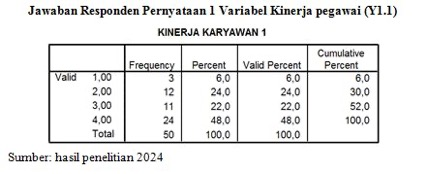 Jawaban Responden Pernyataan 1 Variabel Kinerja pegawai (Y1.1)
KINERJA KARYAWAN 1
Frequency Percent Valid Percent Cumulative Percent
Valid 1,00 3 6,0 6,0 6,0
2,00 12 24,0 24,0 30,0
3,00 11 22,0 22,0 52,0
4,00 24 48,0 48,0 100,0
Total 50 100,0 100,0
Sumber: hasil penelitian 2024